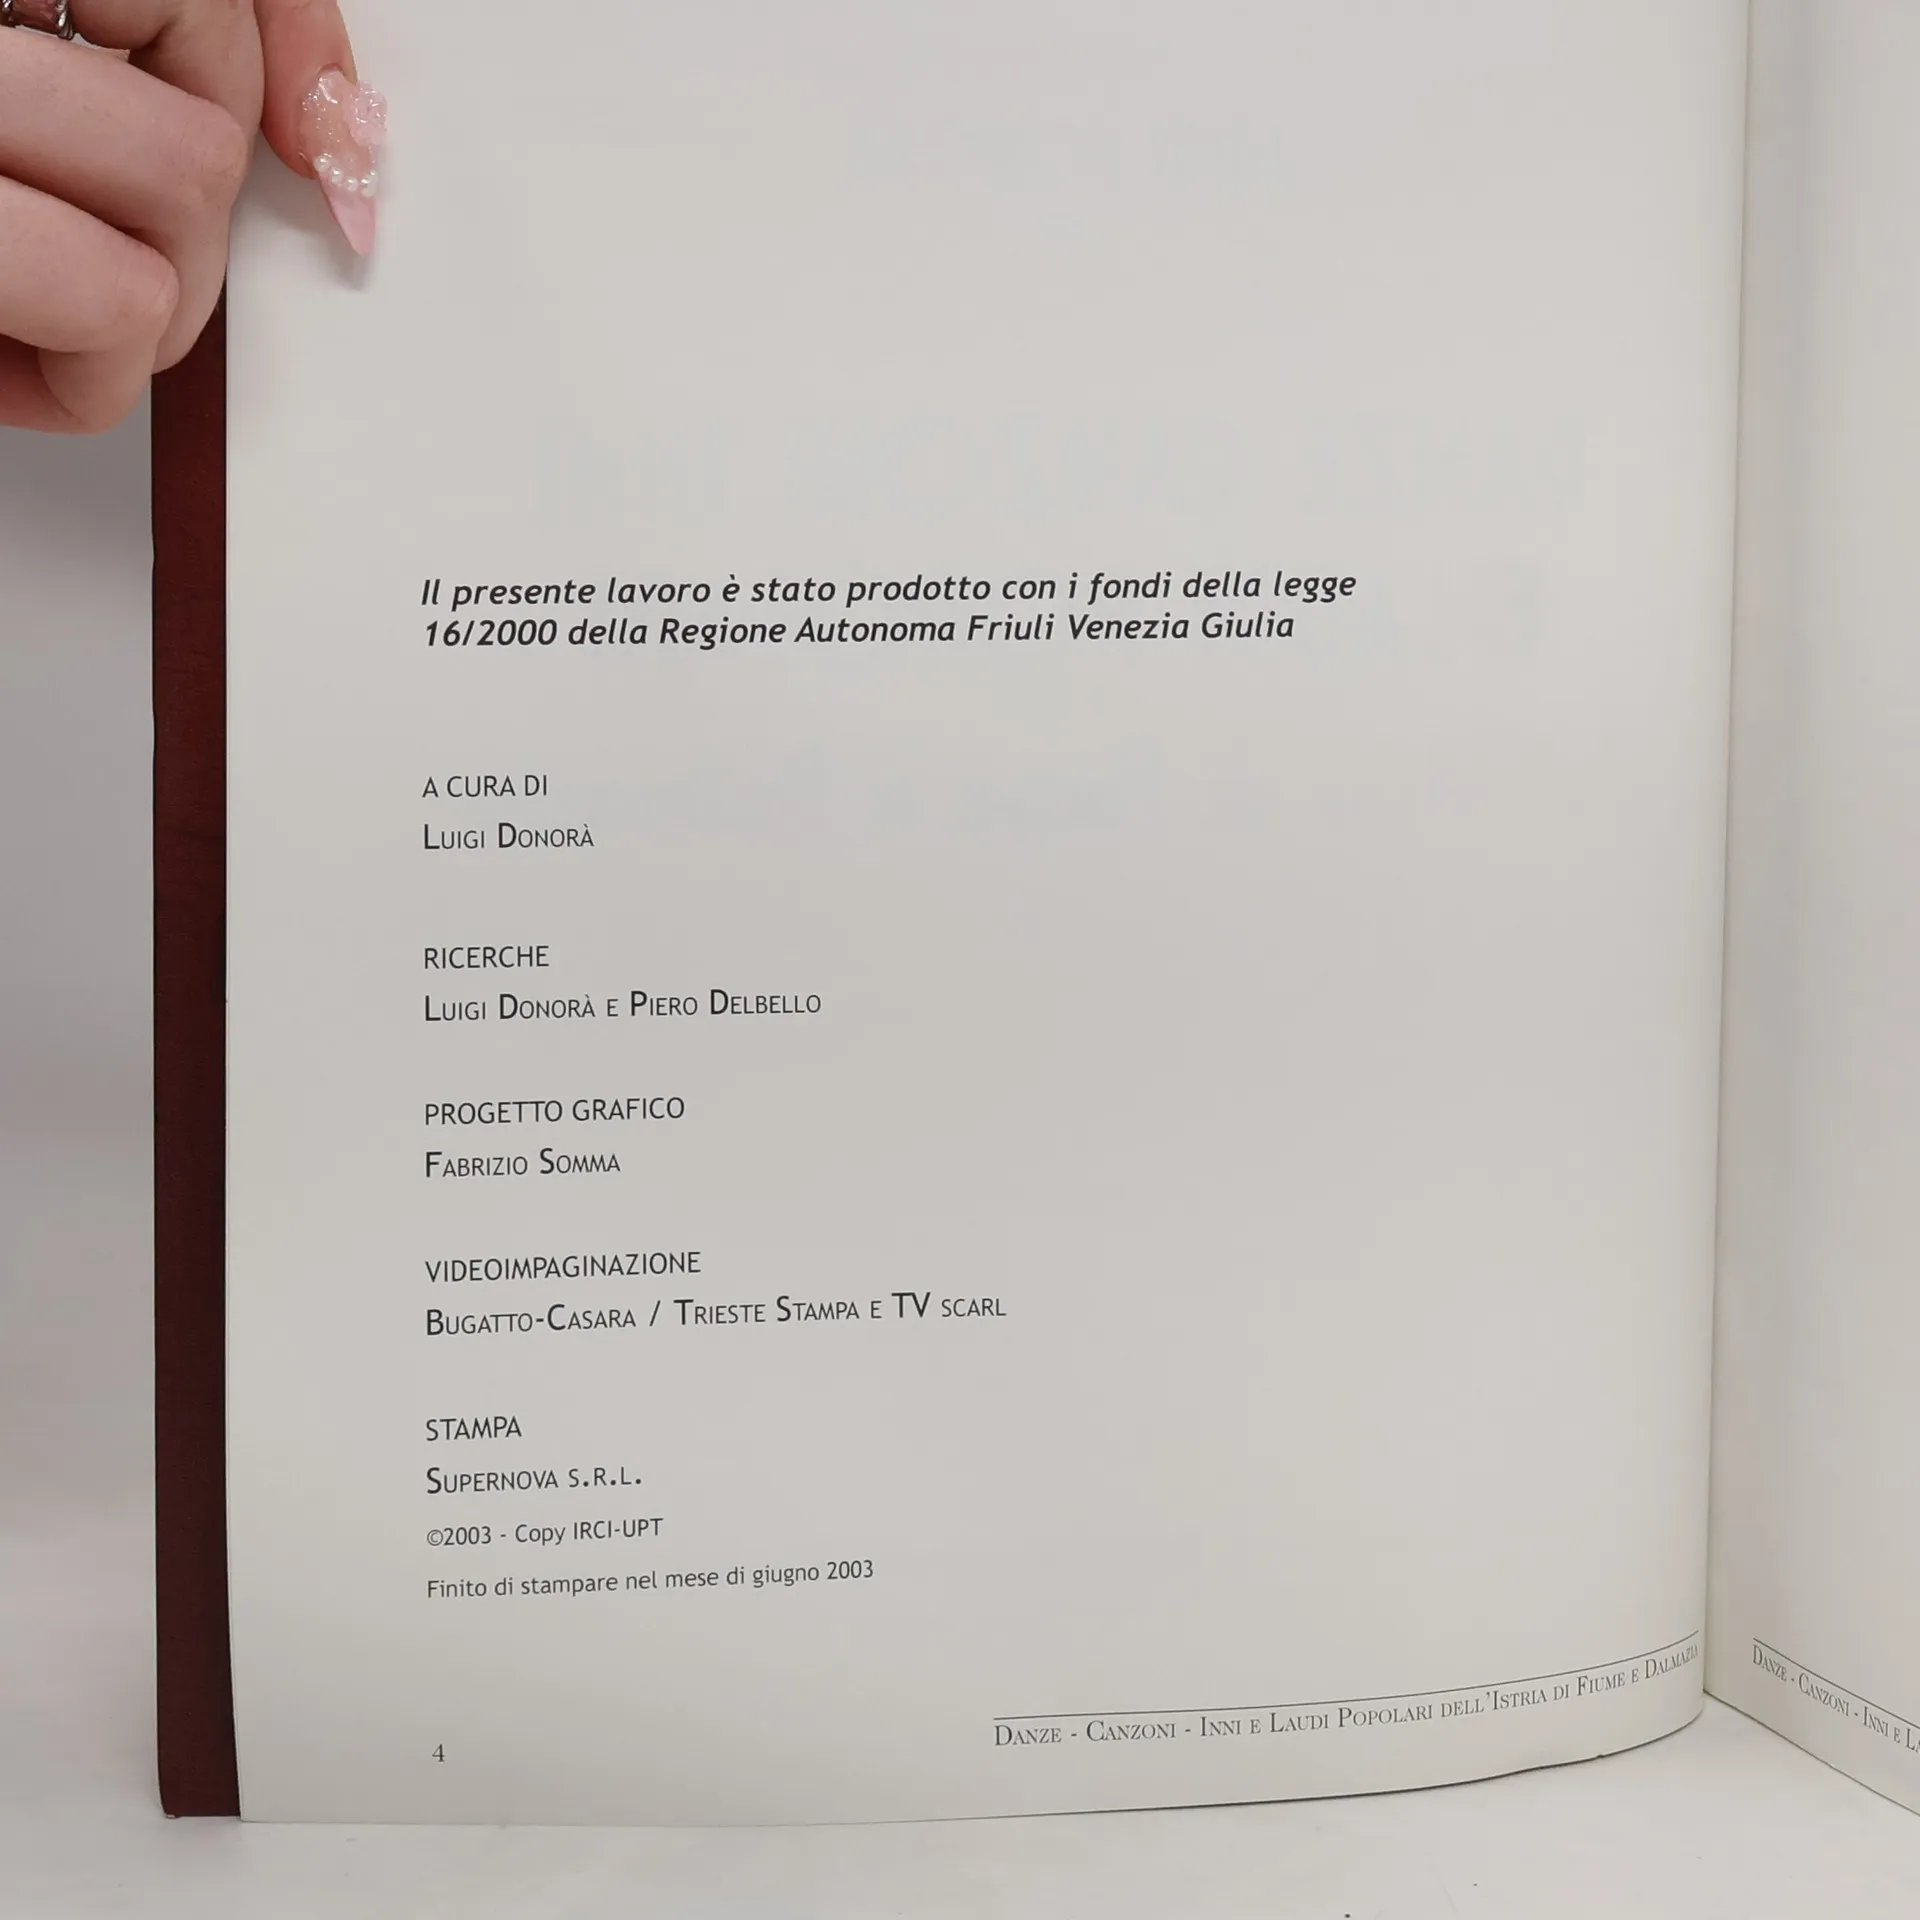 Il presente lavoro è stato prodotto con i fondi della legge
16/2000 della Regione Autonoma Friuli Venezia Giulia
A CURA DI
LUIGI DONORÀ
RICERCHE
LUIGI DONORÀ E PIERO DELBELLO
PROGETTO GRAFICO
FABRIZIO SOMMA
VIDEOIMPAGINAZIONE
BUGATTO-CASARA / TRIESTE STAMPA E TV SCARL
STAMPA
SUPERNOVA S.R.L.
©2003 - Copy IRCI-UPT
Finito di stampare nel mese di giugno 2003
4
DANZE - CANZONI - INNI E LAUDI POPOLARI DELL'ISTRIA DI FIUME E DALMAZIA
DANZE - CANZONI - INNI E